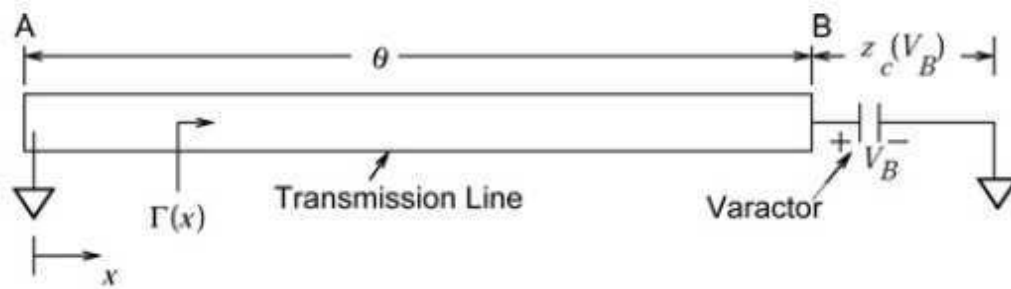 A
B
θ
z_c(V_B)
+ V_B −
Γ(x)
Transmission Line
Varactor
x